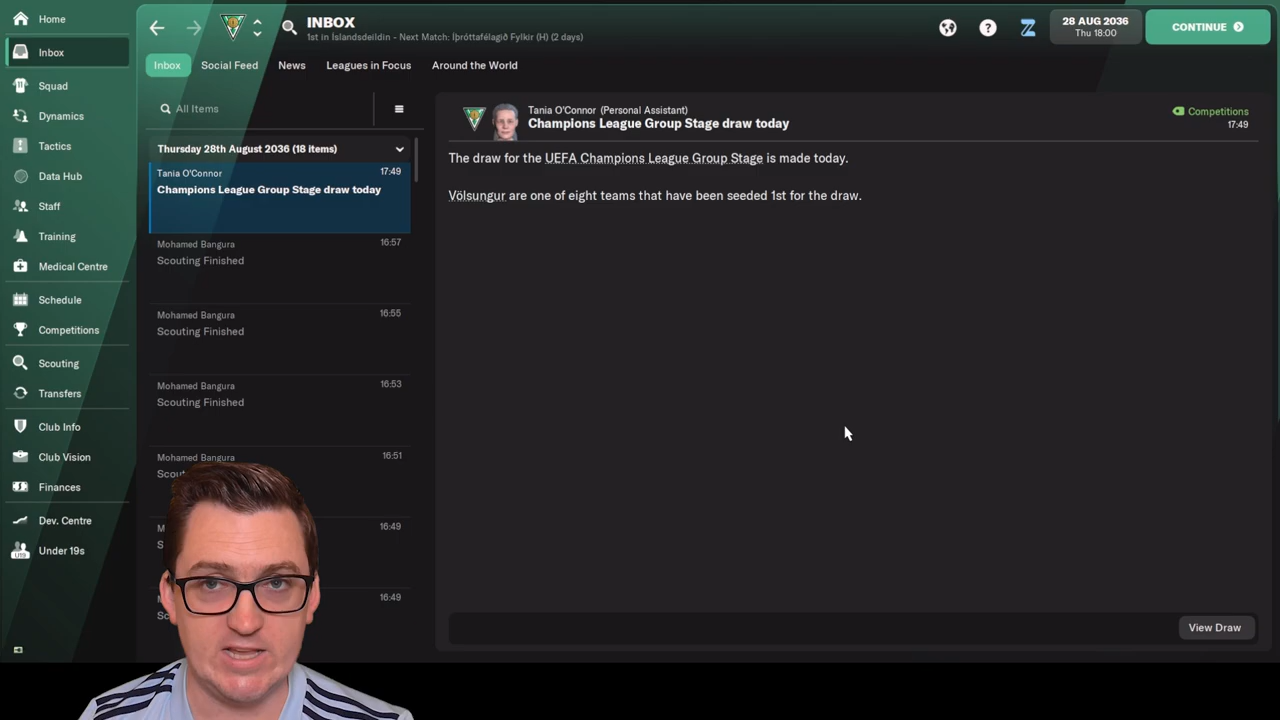 Home
Inbox
Squad
Dynamics
Tactics
Data Hub
Staff
Training
Medical Centre
Schedule
Competitions
Scouting
Transfers
Club Info
Club Vision
Finances
Dev. Centre
Under 19s
U19
INBOX
1st in Íslandsdeildin - Next Match: Íþróttafélagið Fylkir (H) (2 days)
28 AUG 2036
Thu 18:00
CONTINUE
Inbox
Social Feed
News
Leagues in Focus
Around the World
All Items
Thursday 28th August 2036 (18 items)
Tania O'Connor 17:49
Champions League Group Stage draw today
Mohamed Bangura 16:57
Scouting Finished
Mohamed Bangura 16:55
Scouting Finished
Mohamed Bangura 16:53
Scouting Finished
Mohamed Bangura 16:51
Scout
M 16:49
S
M 16:49
Sc
Tania O'Connor (Personal Assistant)
Champions League Group Stage draw today
Competitions
17:49
The draw for the UEFA Champions League Group Stage is made today.
Völsungur are one of eight teams that have been seeded 1st for the draw.
View Draw